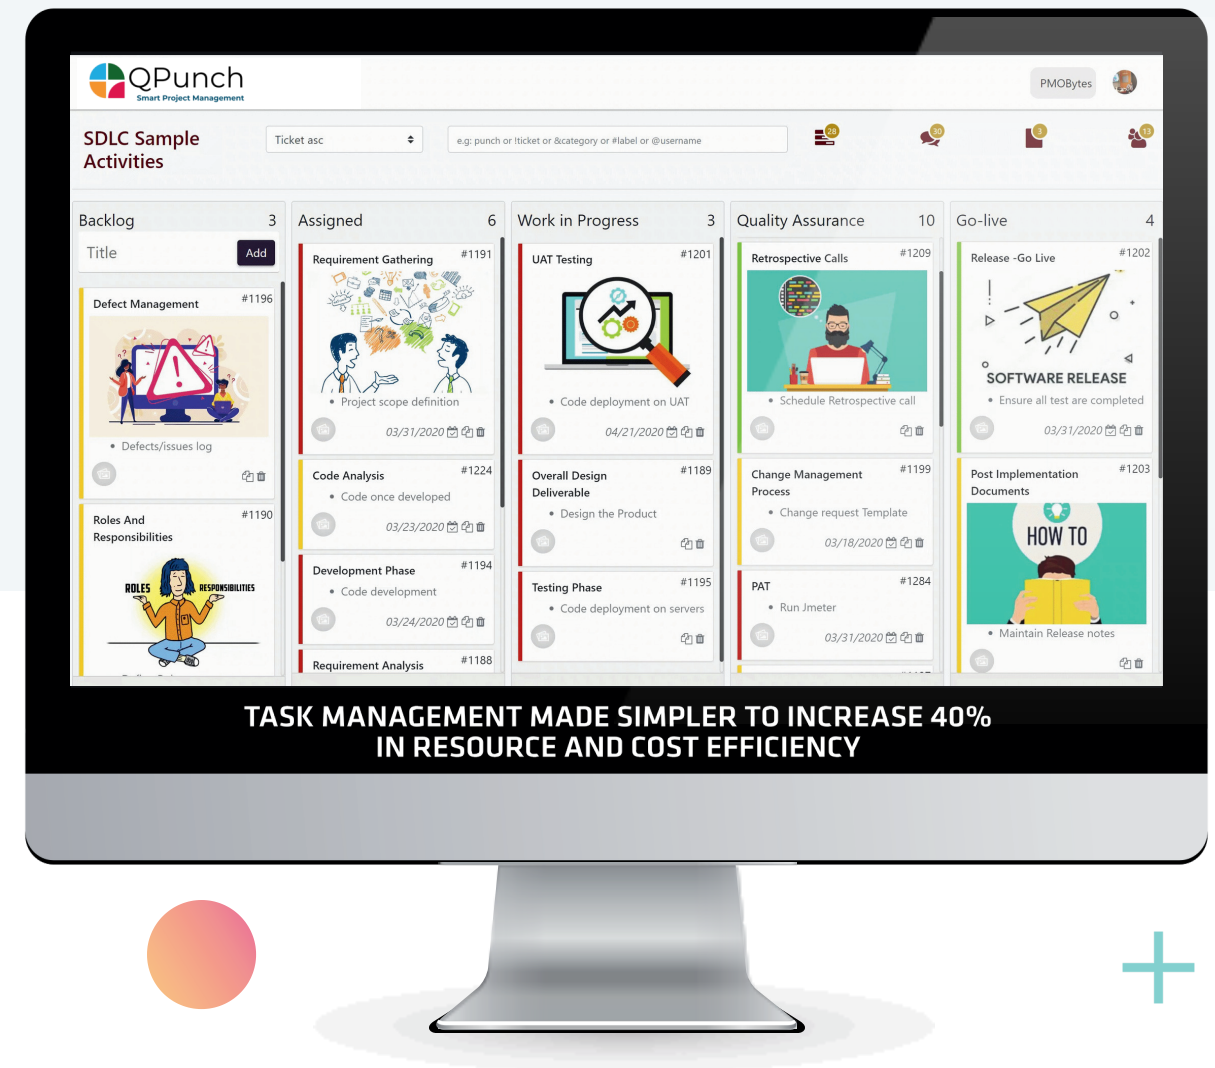 QPunch
Smart Project Management
PMOBytes
SDLC Sample
Activities
Ticket asc
e.g: punch or !ticket or &category or #label or @username
28
30
3
13
Backlog 3
Title
Add
Defect Management #1196
Defects/issues log
Roles And
Responsibilities
#1190
ROLES RESPONSIBILITIES
Assigned 6
Requirement Gathering #1191
• Project scope definition
03/31/2020
Code Analysis #1224
• Code once developed
03/23/2020
Development Phase #1194
• Code development
03/24/2020
Requirement Analysis #1188
Work in Progress 3
UAT Testing #1201
• Code deployment on UAT
04/21/2020
Overall Design
Deliverable
#1189
• Design the Product
Testing Phase #1195
• Code deployment on servers
Quality Assurance 10
Retrospective Calls #1209
• Schedule Retrospective call
Change Management
Process
#1199
• Change request Template
03/18/2020
PAT #1284
• Run Jmeter
03/31/2020
Go-live 4
Release -Go Live #1202
SOFTWARE RELEASE
• Ensure all test are completed
03/31/2020
Post Implementation
Documents
#1203
HOW TO
• Maintain Release notes
TASK MANAGEMENT MADE SIMPLER TO INCREASE 40%
IN RESOURCE AND COST EFFICIENCY